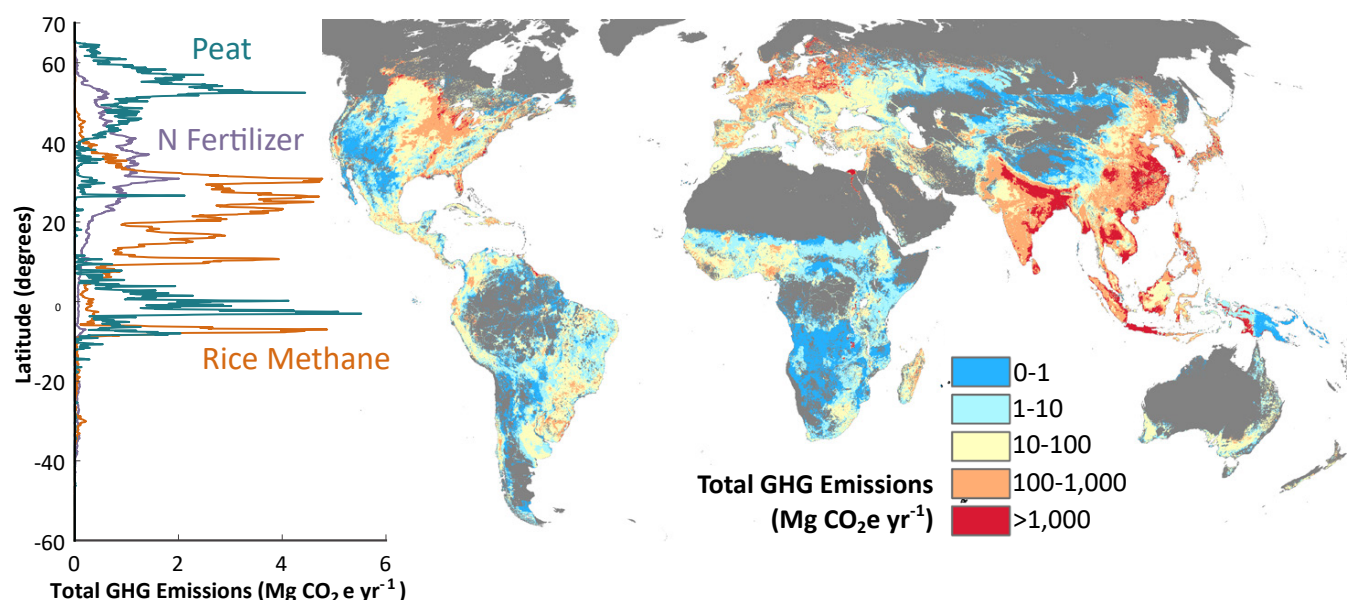 70
60
40
20
0
-20
-40
-60
Latitude (degrees)
Peat
N Fertilizer
Rice Methane
0
2
4
6
Total GHG Emissions (Mg CO₂ e yr⁻¹)
Total GHG Emissions
(Mg CO₂e yr⁻¹)
0-1
1-10
10-100
100-1,000
>1,000